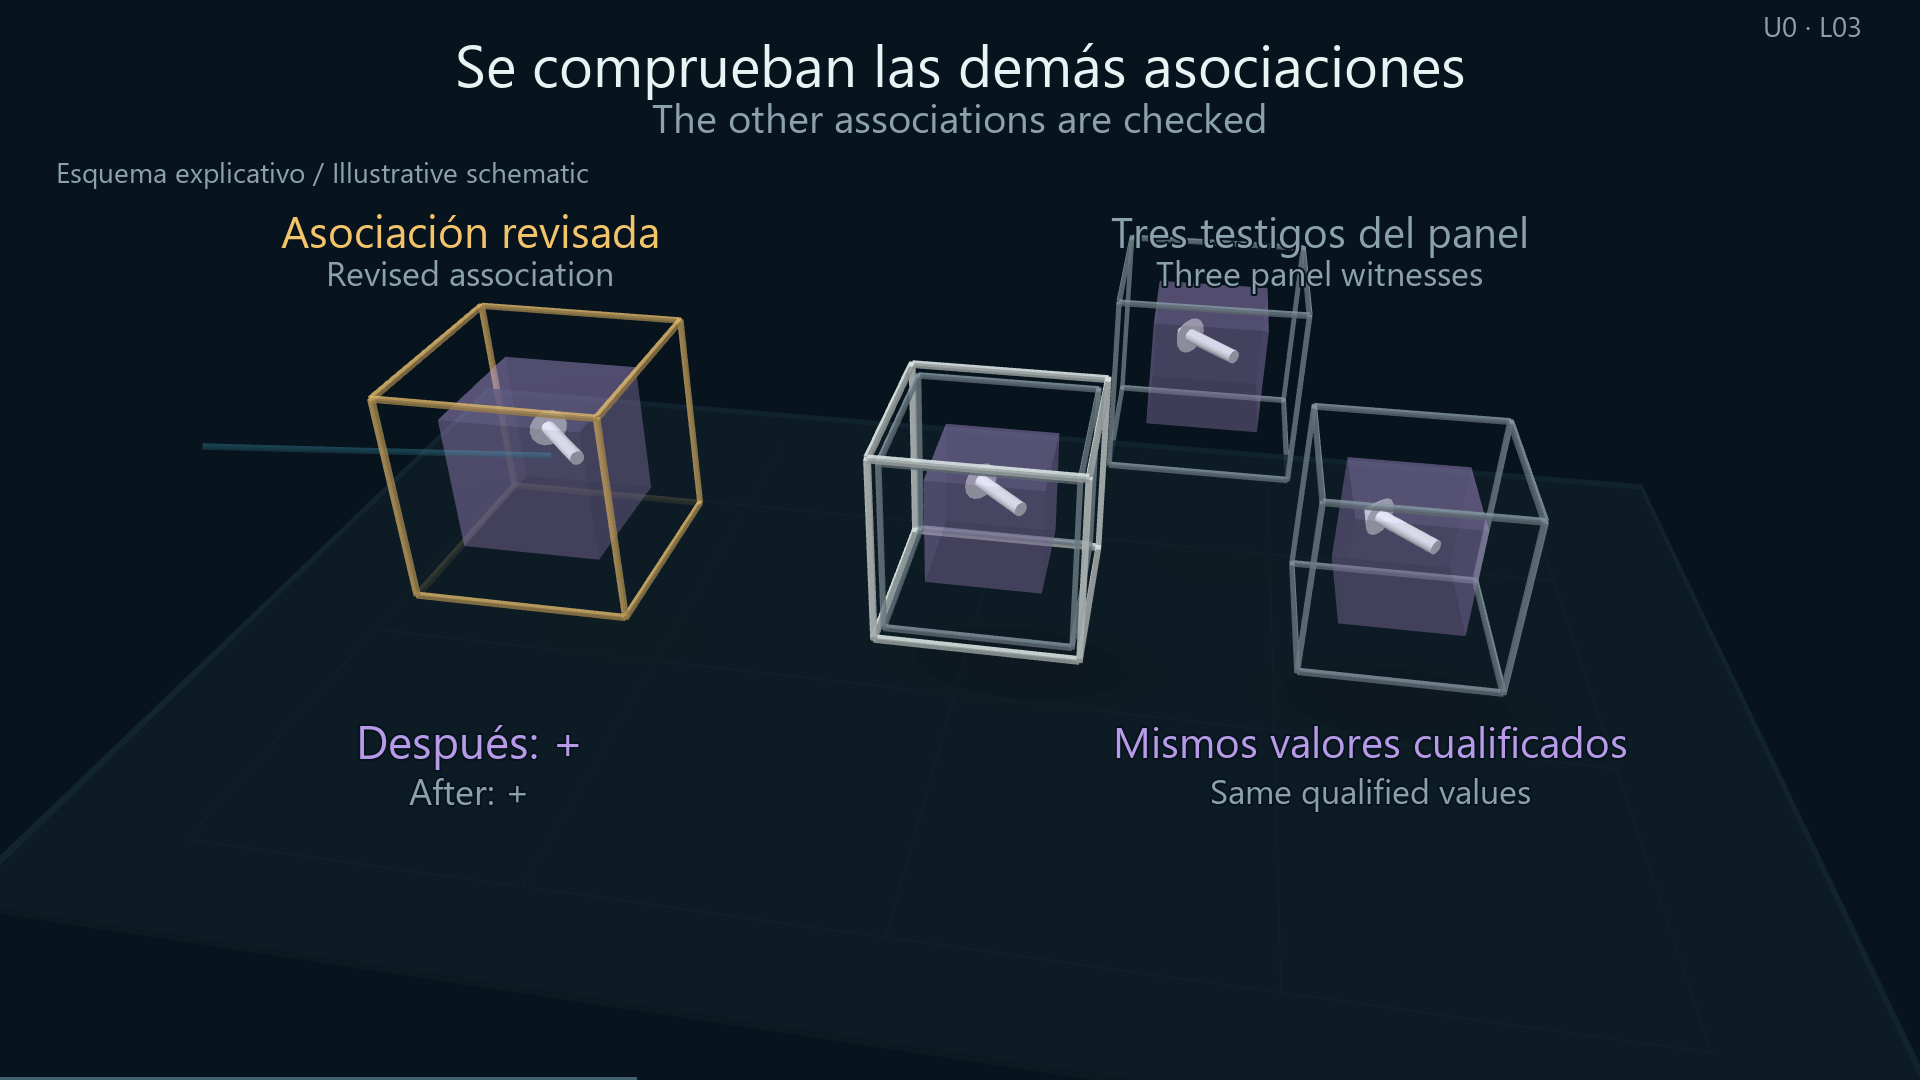 U0 · L03
Se comprueban las demás asociaciones
The other associations are checked
Esquema explicativo / Illustrative schematic
Asociación revisada
Revised association
Tres testigos del panel
Three panel witnesses
Después: +
After: +
Mismos valores cualificados
Same qualified values